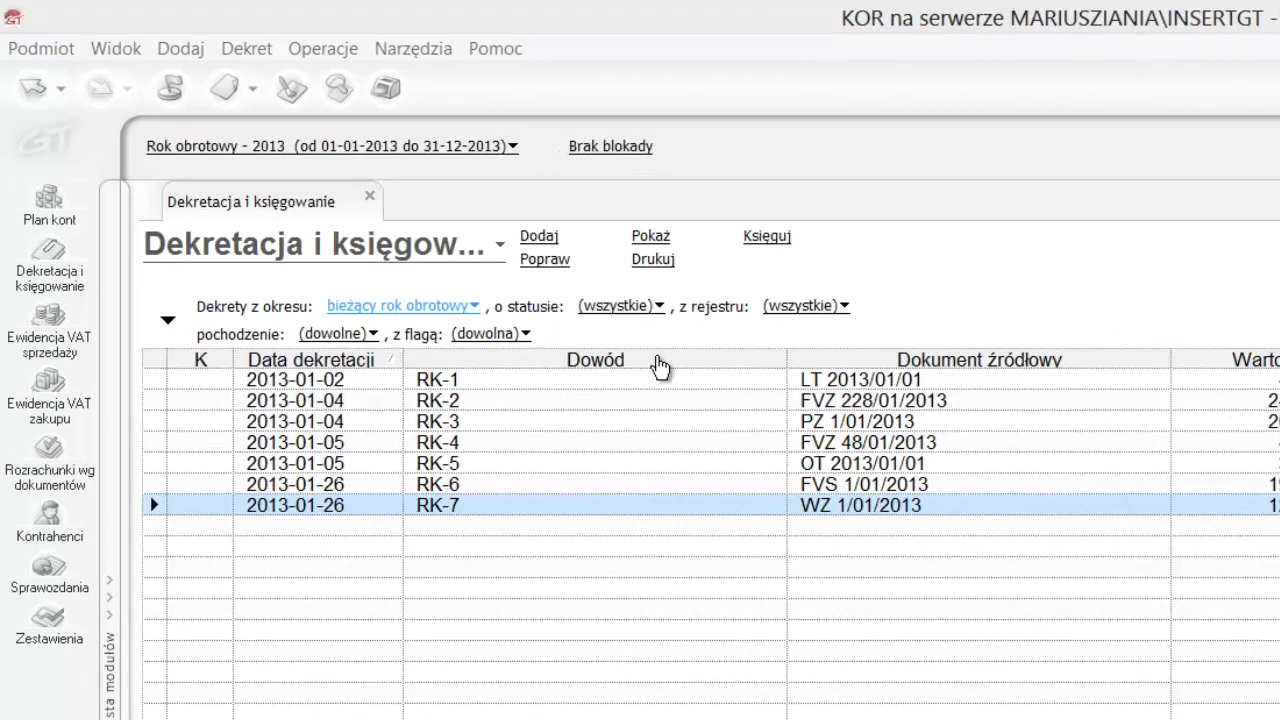 KOR na serwerze MARIUSZIANIA\INSERTGT -
Podmiot Widok Dodaj Dekret Operacje Narzędzia Pomoc
GT
Rok obrotowy - 2013 (od 01-01-2013 do 31-12-2013) Brak blokady
Dekretacja i księgowanie
Dekretacja i księgow... Dodaj Pokaż Księguj
Popraw Drukuj
Dekrety z okresu: bieżący rok obrotowy , o statusie: (wszystkie) , z rejestru: (wszystkie)
pochodzenie: (dowolne) , z flagą: (dowolna)
K Data dekretacji Dowód Dokument źródłowy
2013-01-02 RK-1 LT 2013/01/01
2013-01-04 RK-2 FVZ 228/01/2013
2013-01-04 RK-3 PZ 1/01/2013
2013-01-05 RK-4 FVZ 48/01/2013
2013-01-05 RK-5 OT 2013/01/01
2013-01-26 RK-6 FVS 1/01/2013
2013-01-26 RK-7 WZ 1/01/2013
Plan kont
Dekretacja i
księgowanie
Ewidencja VAT
sprzedaży
Ewidencja VAT
zakupu
Rozrachunki wg
dokumentów
Kontrahenci
Sprawozdania
Zestawienia
sta modułów